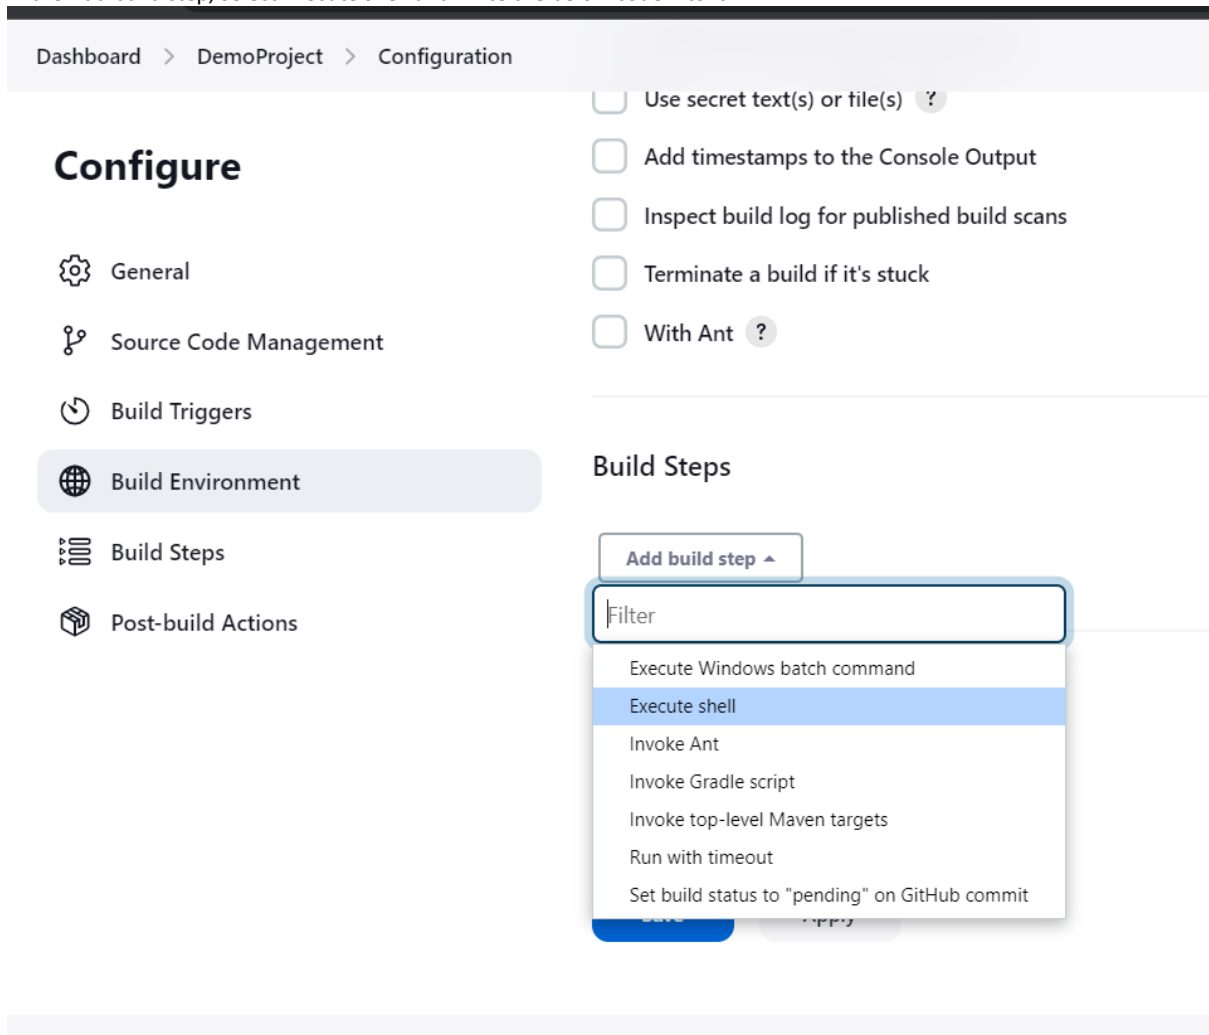 Dashboard > DemoProject > Configuration
Use secret text(s) or file(s) ?
Configure
Add timestamps to the Console Output
Inspect build log for published build scans
General
Terminate a build if it's stuck
Source Code Management
With Ant ?
Build Triggers
Build Environment
Build Steps
Build Steps
Add build step
Post-build Actions
Filter
Execute Windows batch command
Execute shell
Invoke Ant
Invoke Gradle script
Invoke top-level Maven targets
Run with timeout
Set build status to "pending" on GitHub commit
Save
Apply